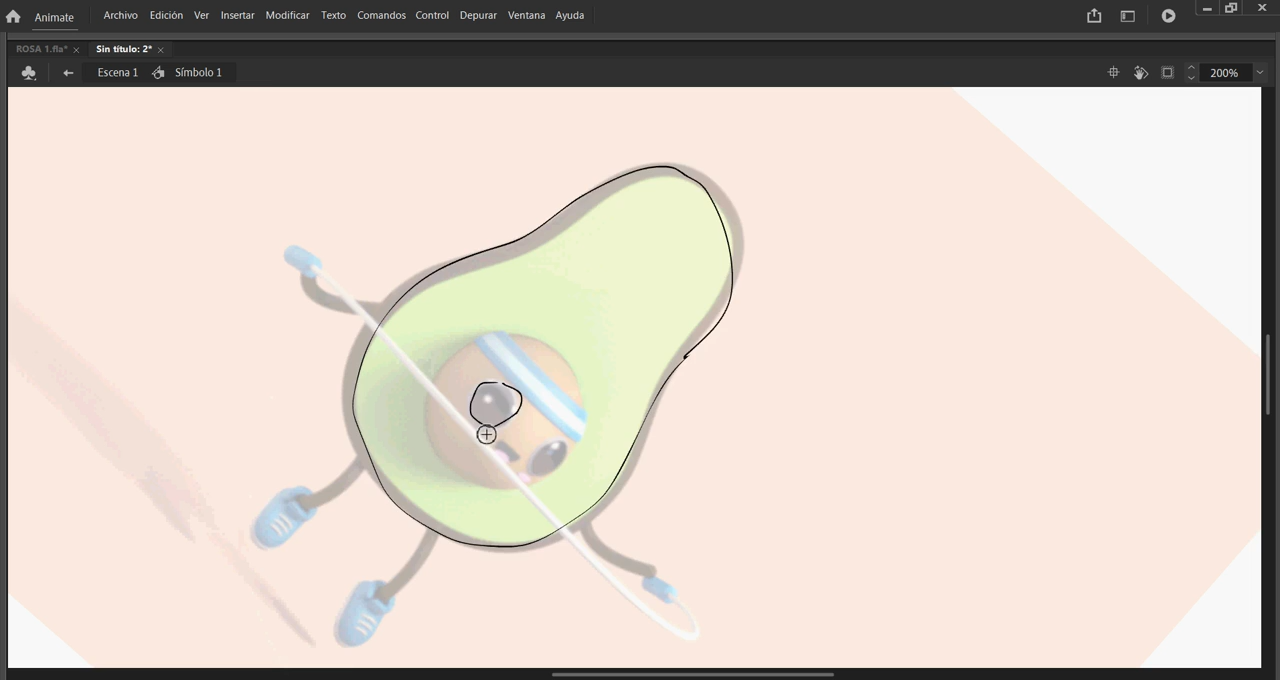 Animate Archivo Edición Ver Insertar Modificar Texto Comandos Control Depurar Ventana Ayuda
ROSA 1.fla* × Sin título: 2* ×
Escena 1 Símbolo 1 200%